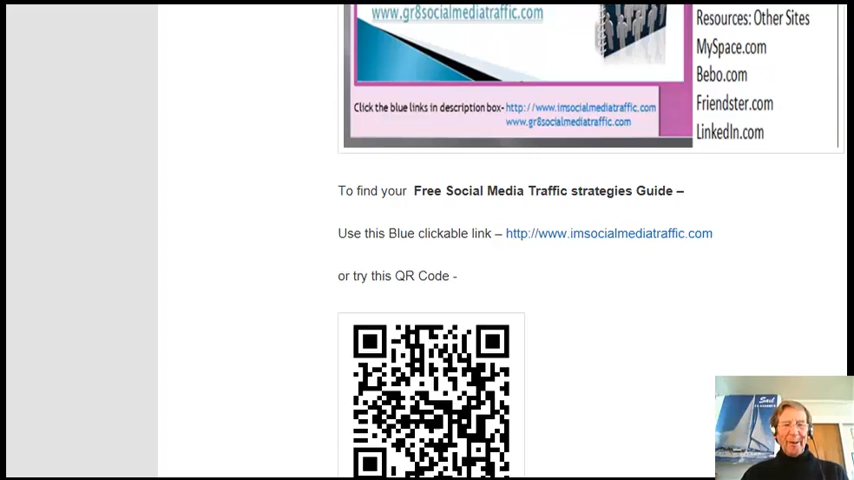 www.gr8socialmediatraffic.com
Resources: Other Sites
MySpace.com
Bebo.com
Friendster.com
LinkedIn.com
Click the blue links in description box- http://www.imsocialmediatraffic.com
www.gr8socialmediatraffic.com
To find your Free Social Media Traffic strategies Guide –
Use this Blue clickable link – http://www.imsocialmediatraffic.com
or try this QR Code -
Sail